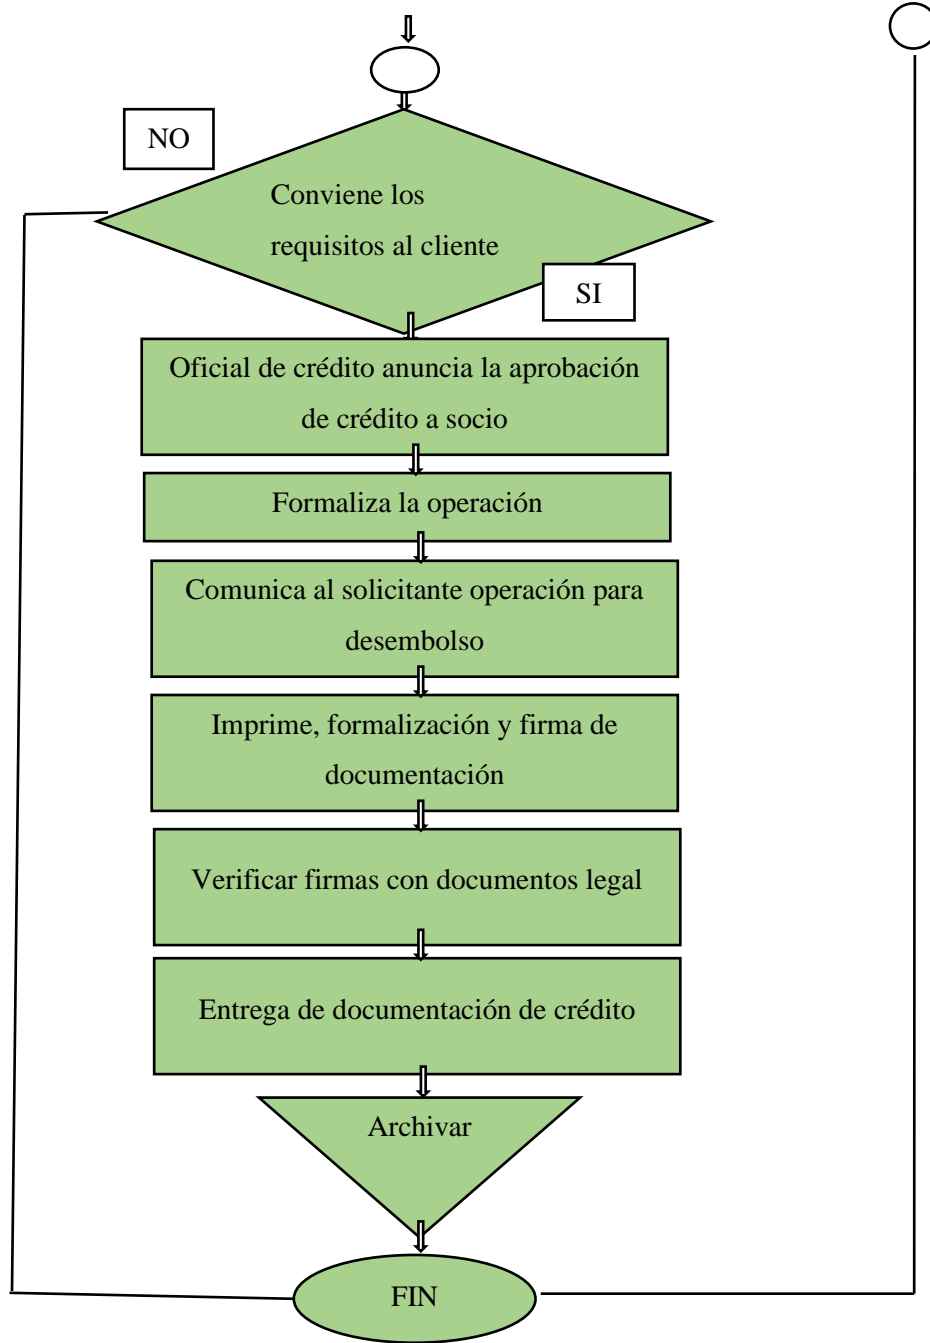 NO
Conviene los
requisitos al cliente
SI
Oficial de crédito anuncia la aprobación
de crédito a socio
Formaliza la operación
Comunica al solicitante operación para
desembolso
Imprime, formalización y firma de
documentación
Verificar firmas con documentos legal
Entrega de documentación de crédito
Archivar
FIN